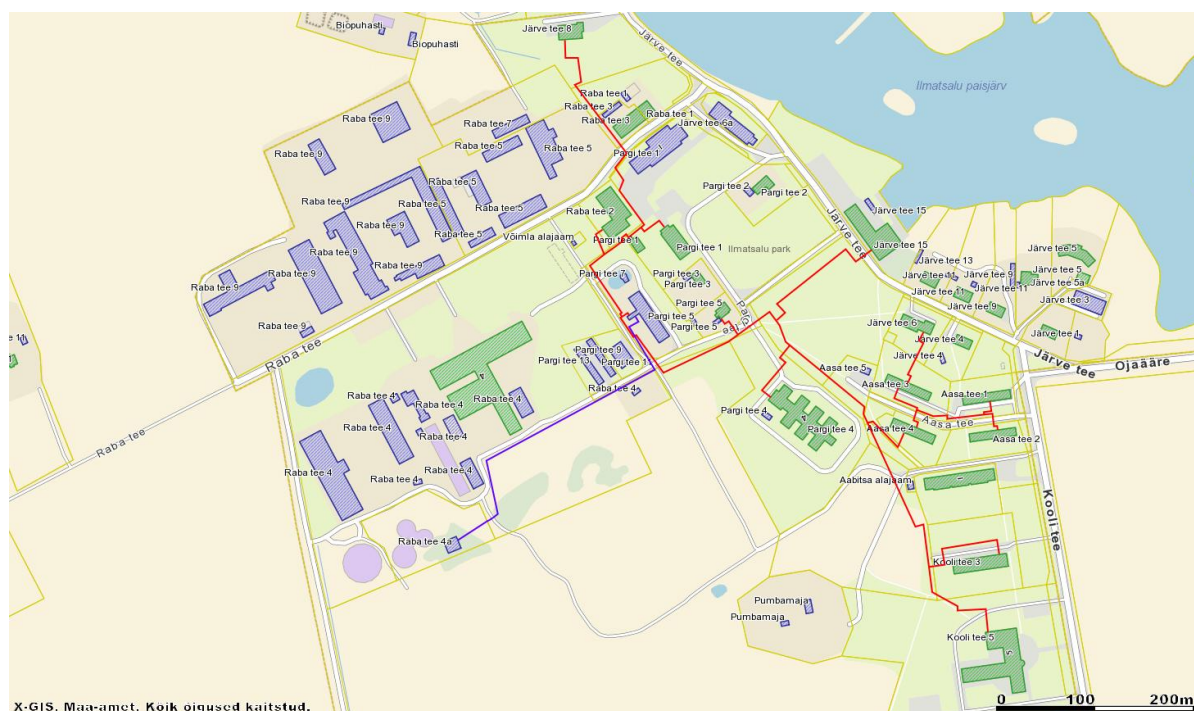 Järve tee 8
Biopuhasti
Biopuhasti
Järve tee
Ilmatsalu paisjärv
Raba tee 1
Raba tee 3
Raba tee 1
Raba tee 3
Järve tee 6a
Raba tee 9
Raba tee 7
Raba tee 5
Raba tee 5
Pargi tee 1
Raba tee 9
Raba tee 5
Pargi tee 2
Pargi tee 2
Raba tee 9
Raba tee 5
Raba tee 5
Raba tee 2
Järve tee 15
Järve tee
Raba tee 9
Raba tee 5
Võimla alajaam
Pargi tee 1
Pargi tee 1
Ilmatsalu park
Järve tee 15
Järve tee 5
Raba tee 9
Raba tee 9
Raba tee 9
Raba tee 9
Pargi tee 7
Pargi tee 3
Pargi tee 3
Järve tee 13
Järve tee 11
Järve tee 9
Järve tee 5
Järve tee 11
Järve tee 5a
Järve tee 11
Järve tee 9
Järve tee 3
Raba tee 9
Raba tee
Pargi tee 5
Pargi tee 5
Pargi tee 5
Pargi tee
Järve tee 6
Järve tee 4
Järve tee 1
Pargi tee 9
Pargi tee 13
Pargi tee 1
Järve tee 4
Järve tee
Ojaääre
Aasa tee 5
Aasa tee 3
Aasa tee 1
Raba tee 4
Raba tee 4
Raba tee 4
Raba tee 4
Raba tee 4
Raba tee 4
Pargi tee 4
Pargi tee 4
Aasa tee 4
Aasa tee
Aasa tee 2
Raba tee
Raba tee 4
Raba tee 4
Raba tee 4
Aabitsa alajaam
Kooli tee
Raba tee 4a
Kooli tee 3
Pumbamaja
Pumbamaja
Kooli tee 5
X-GIS. Maa-amet. Kõik õigused kaitstud.
0 100 200m